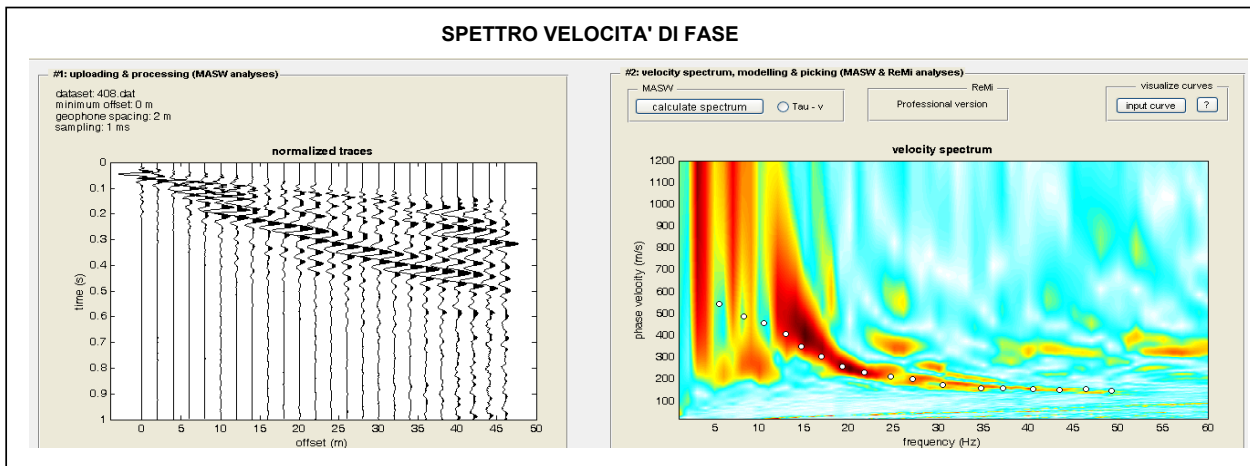 SPETTRO VELOCITA' DI FASE
#1: uploading & processing (MASW analyses)
dataset: 408.dat
minimum offset: 0 m
geophone spacing: 2 m
sampling: 1 ms
normalized traces
0
0.1
0.2
0.3
0.4
0.5
0.6
0.7
0.8
0.9
1
time (s)
0 5 10 15 20 25 30 35 40 45 50
offset (m)
#2: velocity spectrum, modelling & picking (MASW & ReMi analyses)
MASW
calculate spectrum
Tau - v
ReMi
Professional version
visualize curves
input curve
?
velocity spectrum
1200
1100
1000
900
800
700
600
500
400
300
200
100
phase velocity (m/s)
5 10 15 20 25 30 35 40 45 50 55 60
frequency (Hz)